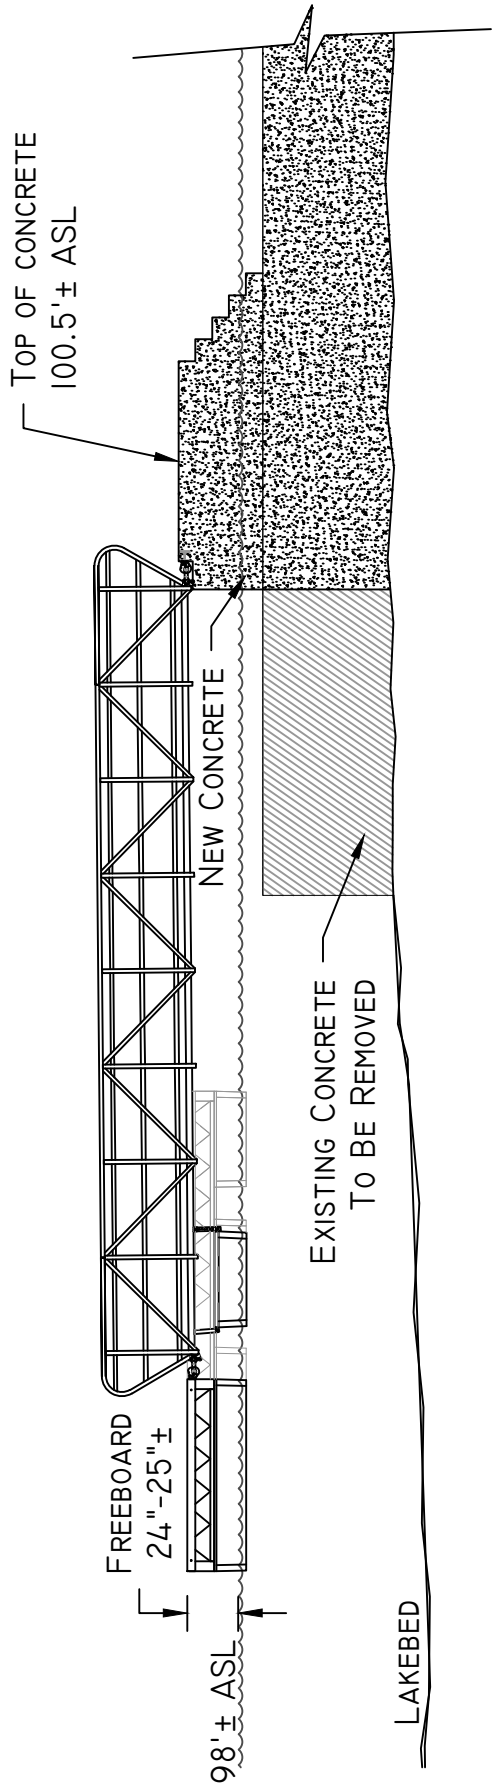 98'± ASL
FREEBOARD
24"-25"±
LAKEBED
EXISTING CONCRETE
TO BE REMOVED
NEW CONCRETE
TOP OF CONCRETE
100.5'± ASL